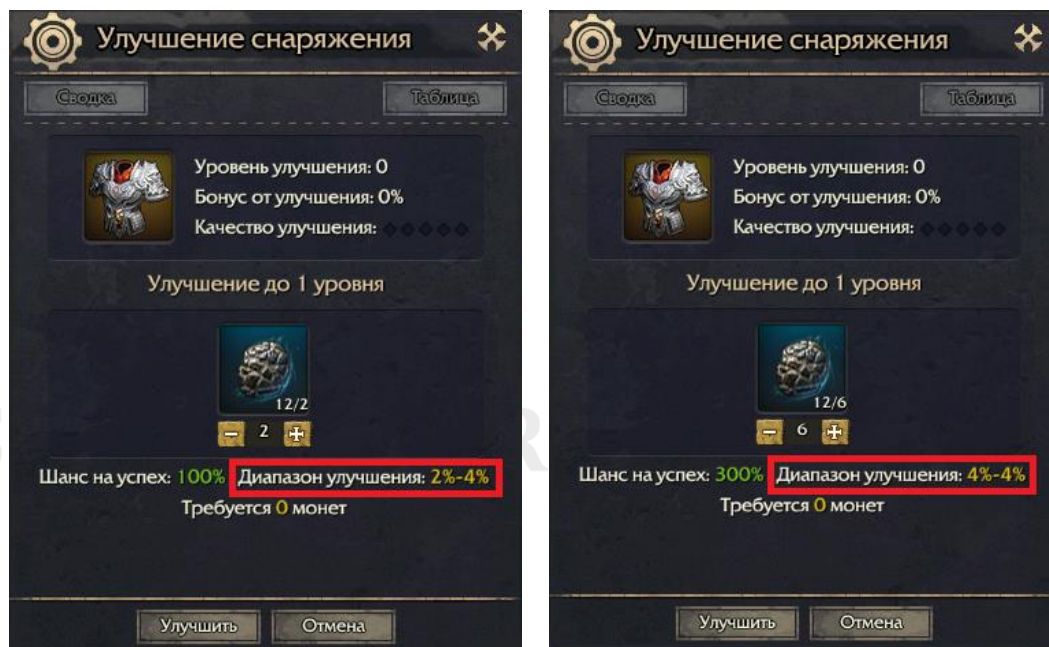 Улучшение снаряжения
Сводка
Таблица
Уровень улучшения: 0
Бонус от улучшения: 0%
Качество улучшения:
Улучшение до 1 уровня
12/2
2
Шанс на успех: 100% Диапазон улучшения: 2%-4%
Требуется 0 монет
Улучшить
Отмена
Улучшение снаряжения
Сводка
Таблица
Уровень улучшения: 0
Бонус от улучшения: 0%
Качество улучшения:
Улучшение до 1 уровня
12/6
6
Шанс на успех: 300% Диапазон улучшения: 4%-4%
Требуется 0 монет
Улучшить
Отмена